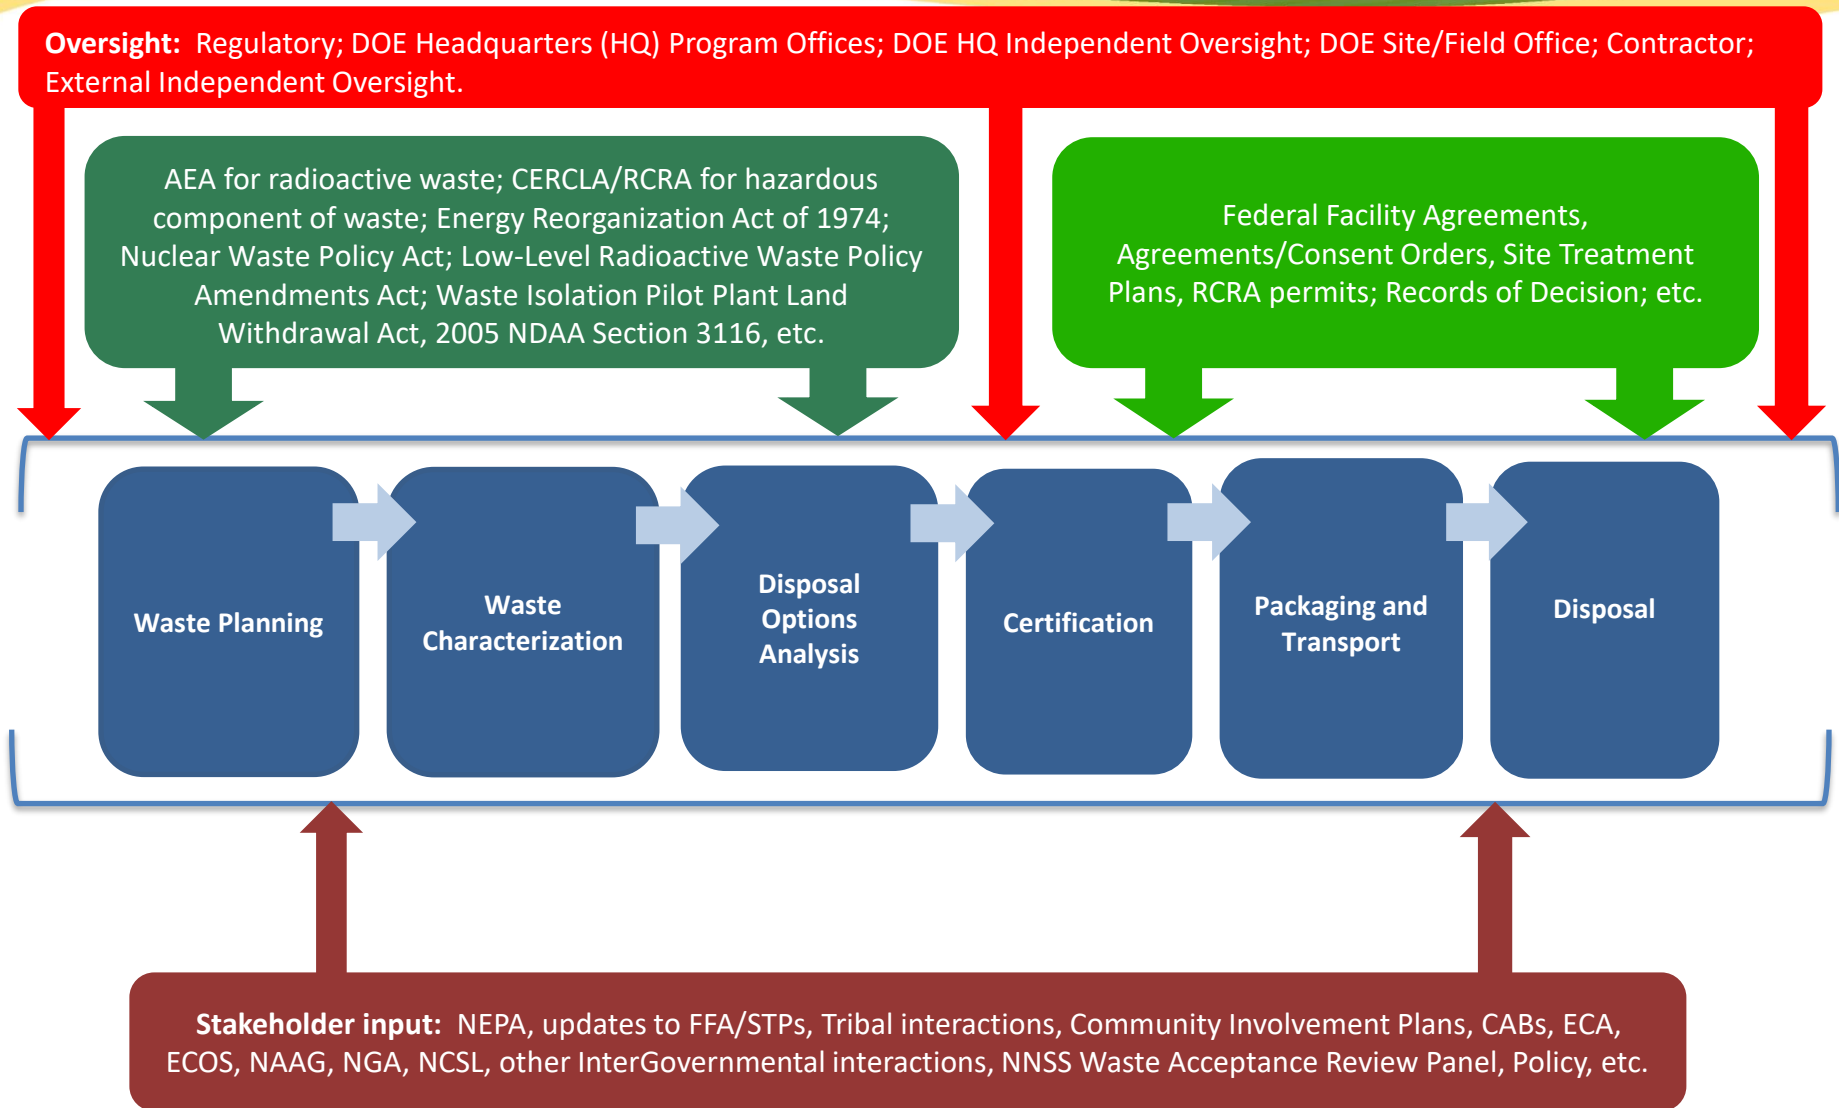 Oversight: Regulatory; DOE Headquarters (HQ) Program Offices; DOE HQ Independent Oversight; DOE Site/Field Office; Contractor;
External Independent Oversight.
AEA for radioactive waste; CERCLA/RCRA for hazardous
component of waste; Energy Reorganization Act of 1974;
Nuclear Waste Policy Act; Low-Level Radioactive Waste Policy
Amendments Act; Waste Isolation Pilot Plant Land
Withdrawal Act, 2005 NDAA Section 3116, etc.
Federal Facility Agreements,
Agreements/Consent Orders, Site Treatment
Plans, RCRA permits; Records of Decision; etc.
Waste Planning
Waste
Characterization
Disposal
Options
Analysis
Certification
Packaging and
Transport
Disposal
Stakeholder input: NEPA, updates to FFA/STPs, Tribal interactions, Community Involvement Plans, CABs, ECA,
ECOS, NAAG, NGA, NCSL, other InterGovernmental interactions, NNSS Waste Acceptance Review Panel, Policy, etc.